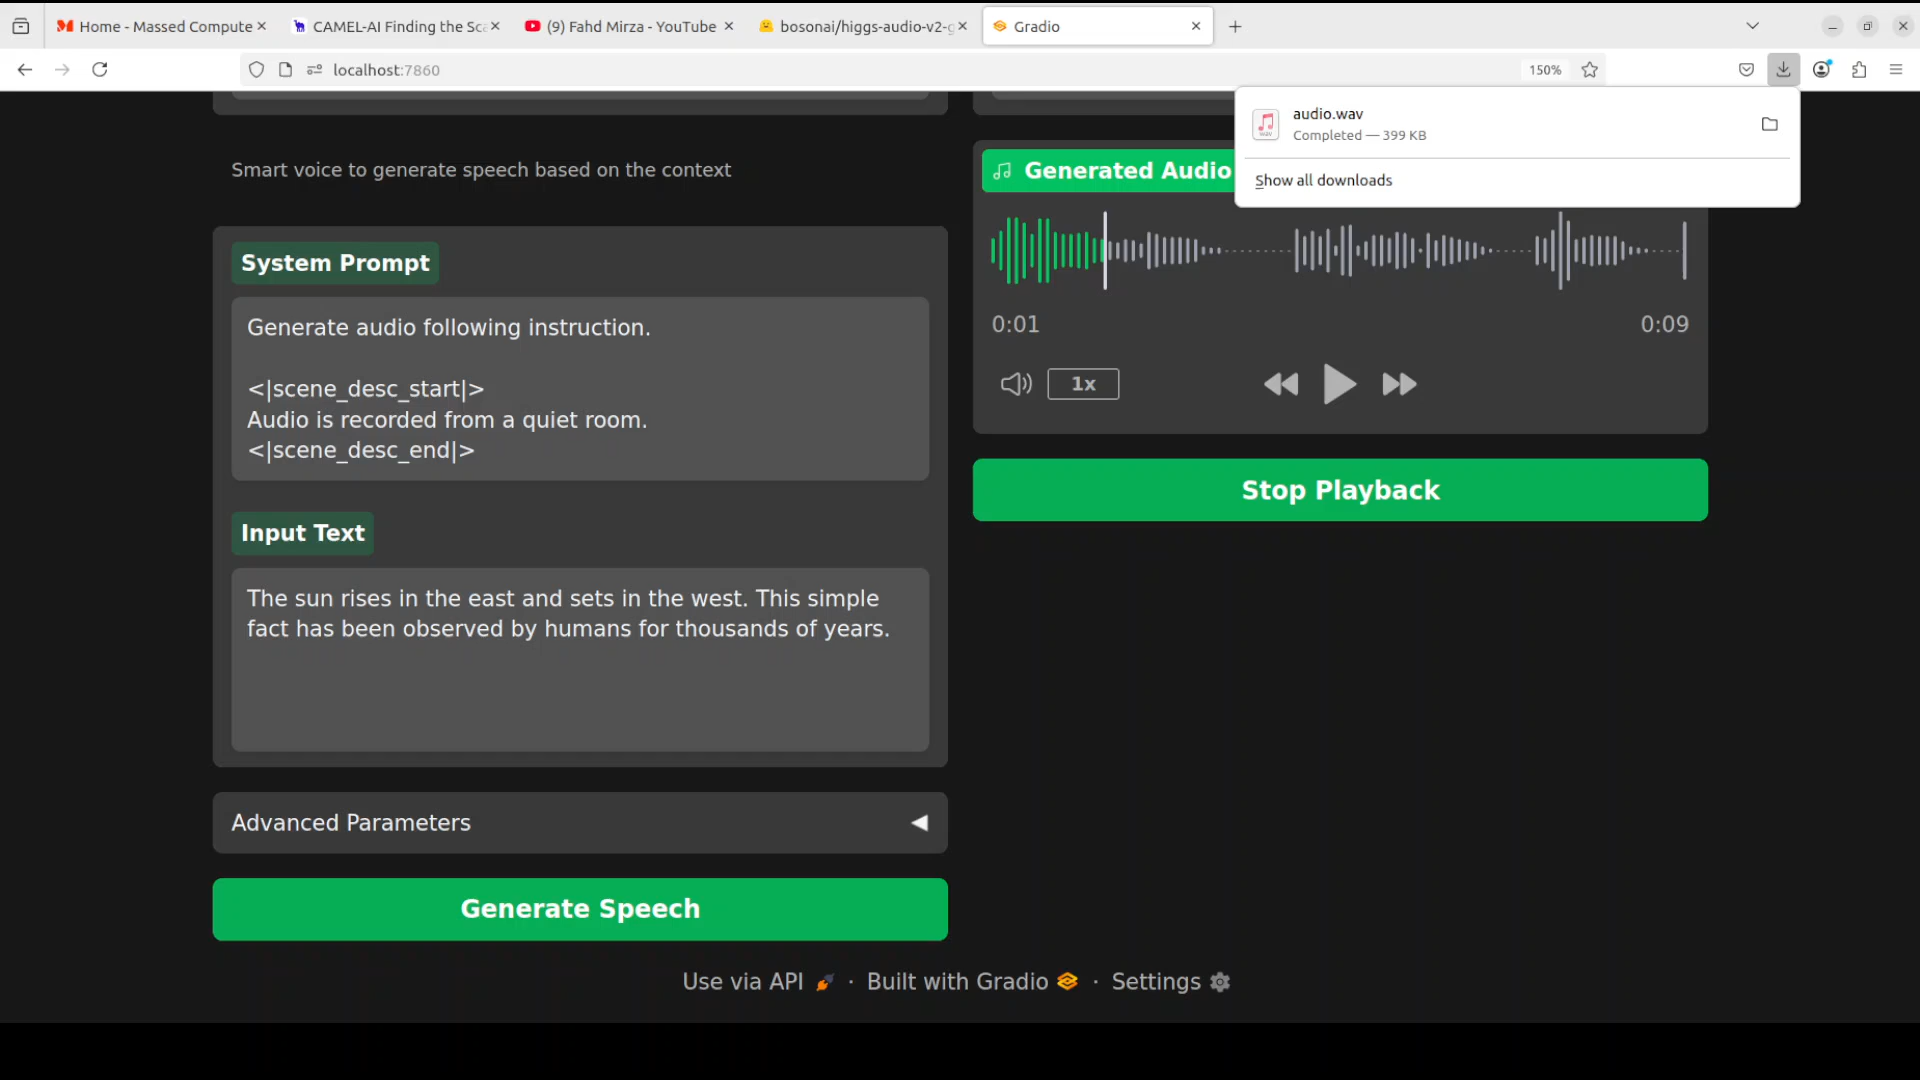 Home - Massed Compute
CAMEL-AI Finding the Sca
(9) Fahd Mirza - YouTube
bosonai/higgs-audio-v2-g
Gradio
localhost:7860
150%
audio.wav
Completed — 399 KB
Show all downloads
Smart voice to generate speech based on the context
System Prompt
Generate audio following instruction.
<|scene_desc_start|>
Audio is recorded from a quiet room.
<|scene_desc_end|>
Input Text
The sun rises in the east and sets in the west. This simple
fact has been observed by humans for thousands of years.
Advanced Parameters
Generate Speech
Generated Audio
0:01
0:09
1x
Stop Playback
Use via API · Built with Gradio · Settings